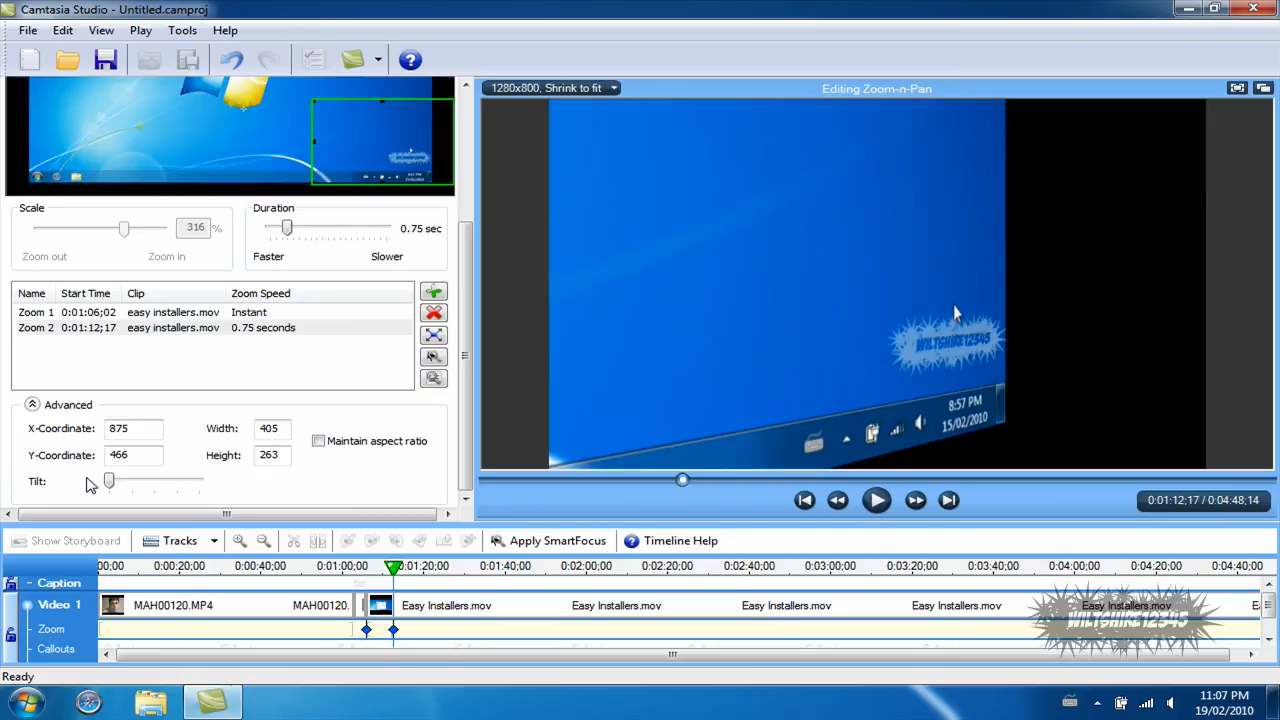 Camtasia Studio - Untitled.camproj
File Edit View Play Tools Help
1280x800, Shrink to fit
Editing Zoom-n-Pan
Scale
316 %
Zoom out Zoom in
Duration
0.75 sec
Faster Slower
Name Start Time Clip Zoom Speed
Zoom 1 0:01:06;02 easy installers.mov Instant
Zoom 2 0:01:12;17 easy installers.mov 0.75 seconds
Advanced
X-Coordinate: 875 Width: 405 Maintain aspect ratio
Y-Coordinate: 466 Height: 263
Tilt:
WILTSHIRE12345
8:57 PM
15/02/2010
0:01:12;17 / 0:04:48;14
Show Storyboard Tracks Apply SmartFocus Timeline Help
00;00 0:00:20;00 0:00:40;00 0:01:00;00 0:01:20;00 0:01:40;00 0:02:00;00 0:02:20;00 0:02:40;00 0:03:00;00 0:03:20;00 0:03:40;00 0:04:00;00 0:04:20;00 0:04:40;00
Caption
Video 1 MAH00120.MP4 MAH00120. Easy Installers.mov Easy Installers.mov Easy Installers.mov Easy Installers.mov Easy Installers.mov
WILTSHIRE12345
Zoom
Callouts
Ready
11:07 PM
19/02/2010